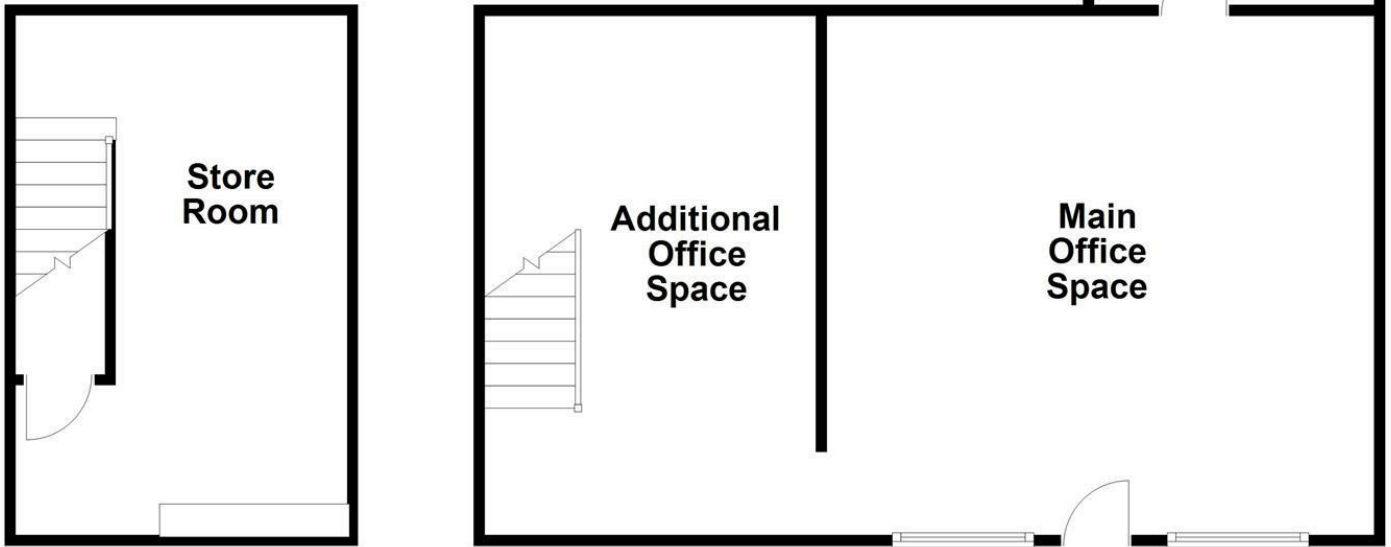 Store
Room
Additional
Office
Space
Main
Office
Space